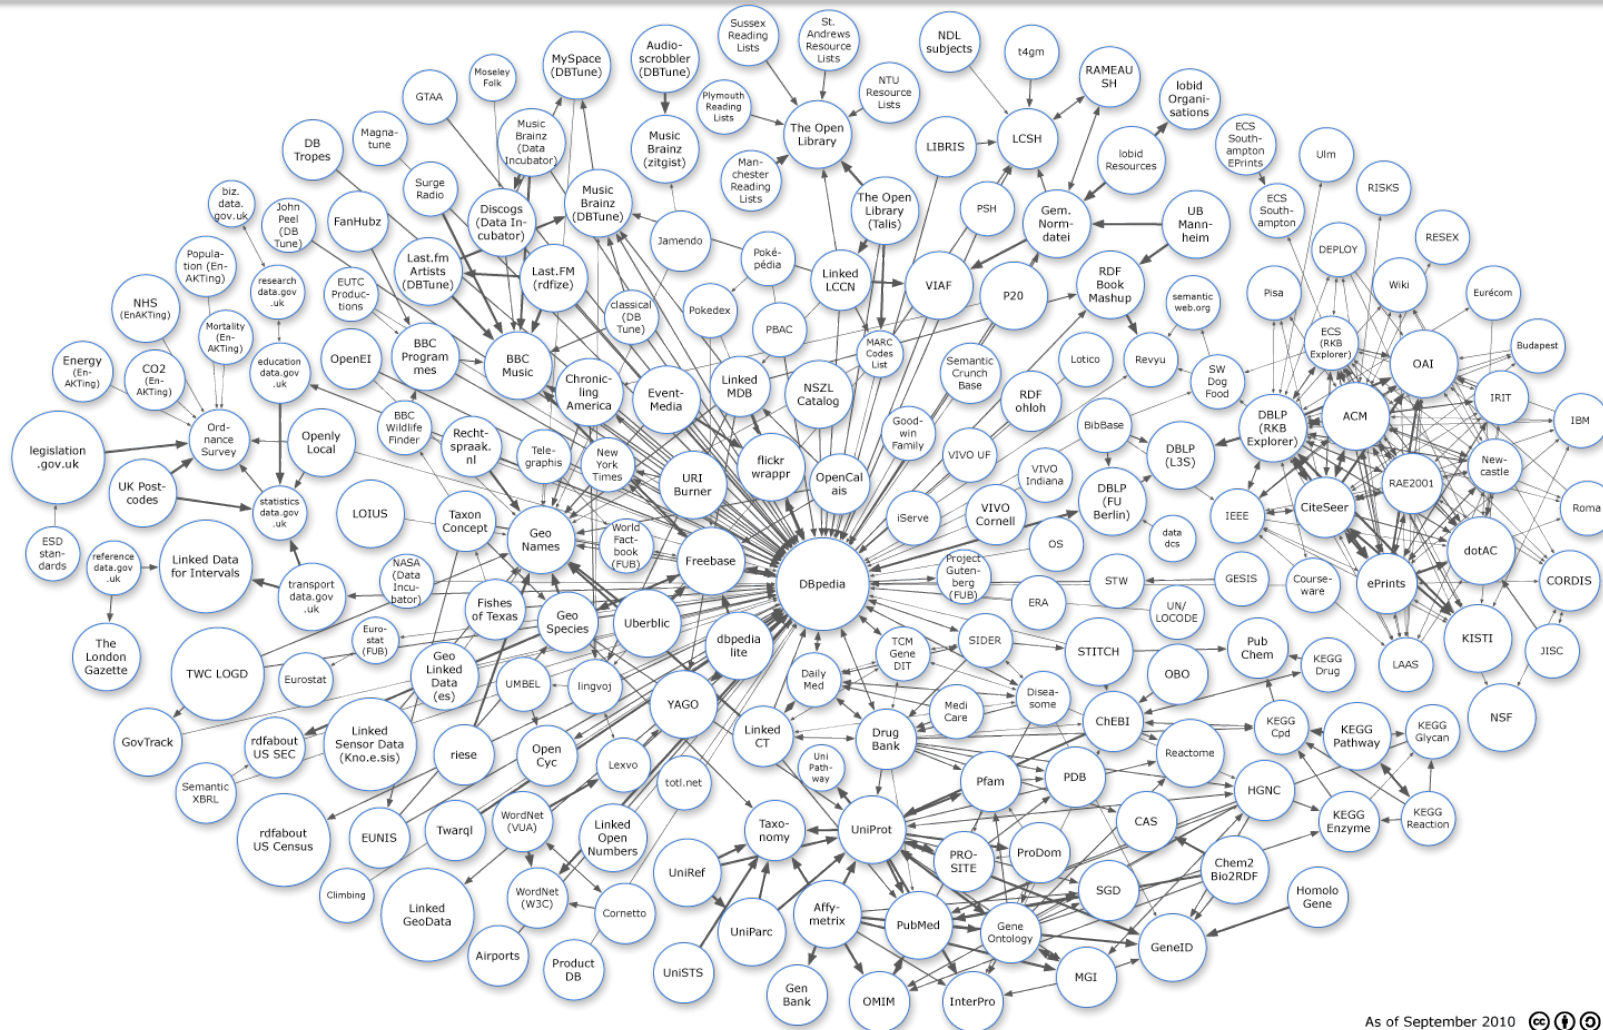 Sussex
Reading
Lists
St.
Andrews
Resource
Lists
NDL
subjects
t4gm
Audio-
scrobbler
(DBTune)
MySpace
(DBTune)
Moseley
Folk
GTAA
RAMEAU
SH
lobid
Organi-
sations
NTU
Resource
Lists
Plymouth
Reading
Lists
The Open
Library
Magna-
tune
Music
Brainz
(Data
Incubator)
Music
Brainz
(zitgist)
DB
Tropes
LIBRIS
LCSH
lobid
Resources
ECS
South-
ampton
EPrints
Ulm
Man-
chester
Reading
Lists
Surge
Radio
RISKS
biz.
data.
gov.uk
John
Peel
(DB
Tune)
FanHubz
Discogs
(Data In-
cubator)
Music
Brainz
(DBTune)
The Open
Library
(Talis)
PSH
Gem.
Norm-
datei
UB
Mann-
heim
ECS
South-
ampton
RESEX
DEPLOY
Jamendo
Popula-
tion (En-
AKTing)
research
data.gov
.uk
EUTC
Produc-
tions
Last.fm
Artists
(DBTune)
Last.FM
(rdfize)
Poké-
pédia
Linked
LCCN
VIAF
P20
RDF
Book
Mashup
Pisa
Wiki
Eurécom
NHS
(EnAKTing)
Mortality
(En-
AKTing)
classical
(DB
Tune)
Pokedex
PBAC
semantic
web.org
ECS
(RKB
Explorer)
Budapest
Energy
(En-
AKTing)
CO2
(En-
AKTing)
education
data.gov
.uk
OpenEI
BBC
Program
mes
BBC
Music
Chronic-
ling
America
Event-
Media
Linked
MDB
NSZL
Catalog
MARC
Codes
List
Semantic
Crunch
Base
Lotico
Revyu
SW
Dog
Food
OAI
RDF
ohloh
IRIT
ACM
IBM
legislation
.gov.uk
Ord-
nance
Survey
Openly
Local
BBC
Wildlife
Finder
Recht-
spraak.
nl
Tele-
graphis
New
York
Times
URI
Burner
flickr
wrappr
OpenCal
ais
Good-
win
Family
VIVO UF
VIVO
Indiana
BibBase
DBLP
(L3S)
DBLP
(RKB
Explorer)
New-
castle
RAE2001
UK Post-
codes
statistics
data.gov
.uk
LOIUS
Taxon
Concept
Geo
Names
World
Fact-
book
(FUB)
iServe
VIVO
Cornell
DBLP
(FU
Berlin)
IEEE
CiteSeer
Roma
ESD
stan-
dards
reference
data.gov
.uk
Linked Data
for Intervals
transport
data.gov
.uk
NASA
(Data
Incu-
bator)
Freebase
DBpedia
Project
Guten-
berg
(FUB)
OS
data
dcs
dotAC
STW
GESIS
Course-
ware
ePrints
CORDIS
Fishes
of Texas
Geo
Species
Uberblic
dbpedia
lite
ERA
UN/
LOCODE
The
London
Gazette
TWC LOGD
Euro-
stat
(FUB)
Eurostat
Geo
Linked
Data
(es)
UMBEL
lingvoj
YAGO
TCM
Gene
DIT
SIDER
STITCH
Pub
Chem
KISTI
JISC
LAAS
KEGG
Drug
Daily
Med
OBO
GovTrack
rdfabout
US SEC
Linked
Sensor Data
(Kno.e.sis)
riese
Open
Cyc
Linked
CT
Drug
Bank
Medi
Care
Disea-
some
ChEBI
KEGG
Cpd
KEGG
Pathway
KEGG
Glycan
NSF
Semantic
XBRL
Lexvo
totl.net
Uni
Path-
way
Reactome
Pfam
PDB
HGNC
rdfabout
US Census
EUNIS
Twarql
WordNet
(VUA)
Linked
Open
Numbers
Taxo-
nomy
UniProt
PRO-
SITE
ProDom
CAS
KEGG
Enzyme
KEGG
Reaction
Climbing
Linked
GeoData
WordNet
(W3C)
Cornetto
UniRef
UniParc
Affy-
metrix
PubMed
Gene
Ontology
SGD
Chem2
Bio2RDF
Homolo
Gene
Airports
Product
DB
UniSTS
Gen
Bank
OMIM
InterPro
MGI
GeneID
As of September 2010